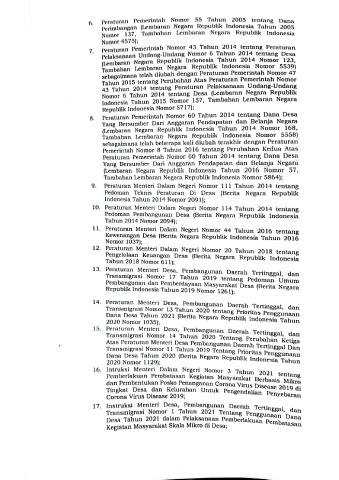 6. Peraturan Pemerintah Nomor 55 Tahun 2005 tentang Dana
Perimbangan (Lembaran Negara Republik Indonesia Tahun 2005
Nomor 137, Tambahan Lembaran Negara Republik Indonesia
Nomor 4575);
7. Peraturan Pemerintah Nomor 43 Tahun 2014 tentang Peraturan
Pelaksanaan Undang-Undang Nomor 6 Tahun 2014 tentang Desa
(Lembaran Negara Republik Indonesia Tahun 2014 Nomor 123,
Tambahan Lembaran Negara Republik Indonesia Nomor 5539)
sebagaimana telah diubah dengan Peraturan Pemerintah Nomor 47
Tahun 2015 tentang Perubahan Atas Peraturan Pemerintah Nomor
43 Tahun 2014 tentang Peraturan Pelaksanaan Undang-Undang
Nomor 6 Tahun 2014 tentang Desa (Lembaran Negara Republik
Indonesia Tahun 2015 Nomor 157, Tambahan Lembaran Negara
Republik Indonesia Nomor 5717);
8. Peraturan Pemerintah Nomor 60 Tahun 2014 tentang Dana Desa
Yang Bersumber Dari Anggaran Pendapatan dan Belanja Negara
(Lembaran Negara Republik Indonesia Tahun 2014 Nomor 168,
Tambahan Lembaran Negara Republik Indonesia Nomor 5558)
sebagaimana telah beberapa kali diubah terakhir dengan Peraturan
Pemerintah Nomor 8 Tahun 2016 tentang Perubahan Kedua Atas
Peraturan Pemerintah Nomor 60 Tahun 2014 tentang Dana Desa
Yang Bersumber Dari Anggaran Pendapatan dan Belanja Negara
(Lembaran Negara Republik Indonesia Tahun 2016 Nomor 57,
Tambahan Lembaran Negara Republik Indonesia Nomor 5864);
9. Peraturan Menteri Dalam Negeri Nomor 111 Tahun 2014 tentang
Pedoman Teknis Peraturan Di Desa (Berita Negara Republik
Indonesia Tahun 2014 Nomor 2091);
10. Peraturan Menteri Dalam Negeri Nomor 114 Tahun 2014 tentang
Pedoman Pembangunan Desa (Berita Negara Republik Indonesia
Tahun 2014 Nomor 2094);
11. Peraturan Menteri Dalam Negeri Nomor 44 Tahun 2016 tentang
Kewenangan Desa (Berita Negara Republik Indonesia Tahun 2016
Nomor 1037);
12. Peraturan Menteri Dalam Negeri Nomor 20 Tahun 2018 tentang
Pengelolaan Keuangan Desa (Berita Negara Republik Indonesia
Tahun 2018 Nomor 611);
13. Peraturan Menteri Desa, Pembangunan Daerah Tertinggal, dan
Transmigrasi Nomor 17 Tahun 2019 tentang Pedoman Umum
Pembangunan dan Pemberdayaan Masyarakat Desa (Berita Negara
Republik Indonesia Tahun 2019 Nomor 1261);
14. Peraturan Menteri Desa, Pembangunan Daerah Tertinggal, dan
Transmigrasi Nomor 13 Tahun 2020 tentang Prioritas Penggunaan
Dana Desa Tahun 2021 (Berita Negara Republik Indonesia Tahun
2020 Nomor 1035);
15. Peraturan Menteri Desa, Pembangunan Daerah Tertinggal, dan
Transmigrasi Nomor 14 Tahun 2020 Tentang Perubahan Ketiga
Atas Peraturan Menteri Desa Pembangunan Daerah Tertinggal Dan
Transmigrasi Nomor 11 Tahun 2019 Tentang Prioritas Penggunaan
Dana Desa Tahun 2020 (Berita Negara Republik Indonesia Tahun
2020 Nomor 1129);
16. Intruksi Menteri Dalam Negeri Nomor 3 Tahun 2021 tentang
Pemberlakuan Pembatasan Kegiatan Masyarakat Berbasis Mikro
dan Pembentukan Posko Penanganan Corona Virus Disease 2019 di
Tingkat Desa dan Kelurahan Untuk Pengendalian Penyebaran
Corona Virus Disease 2019;
17. Instruksi Menteri Desa, Pembangunan Daerah Tertinggal, dan
Transmigrasi Nomor 1 Tahun 2021 Tentang Penggunaan Dana
Desa Tahun 2021 dalam Pelaksanaan Pemberlakuan Pembatasan
Kegiatan Masyarakat Skala Mikro di Desa;